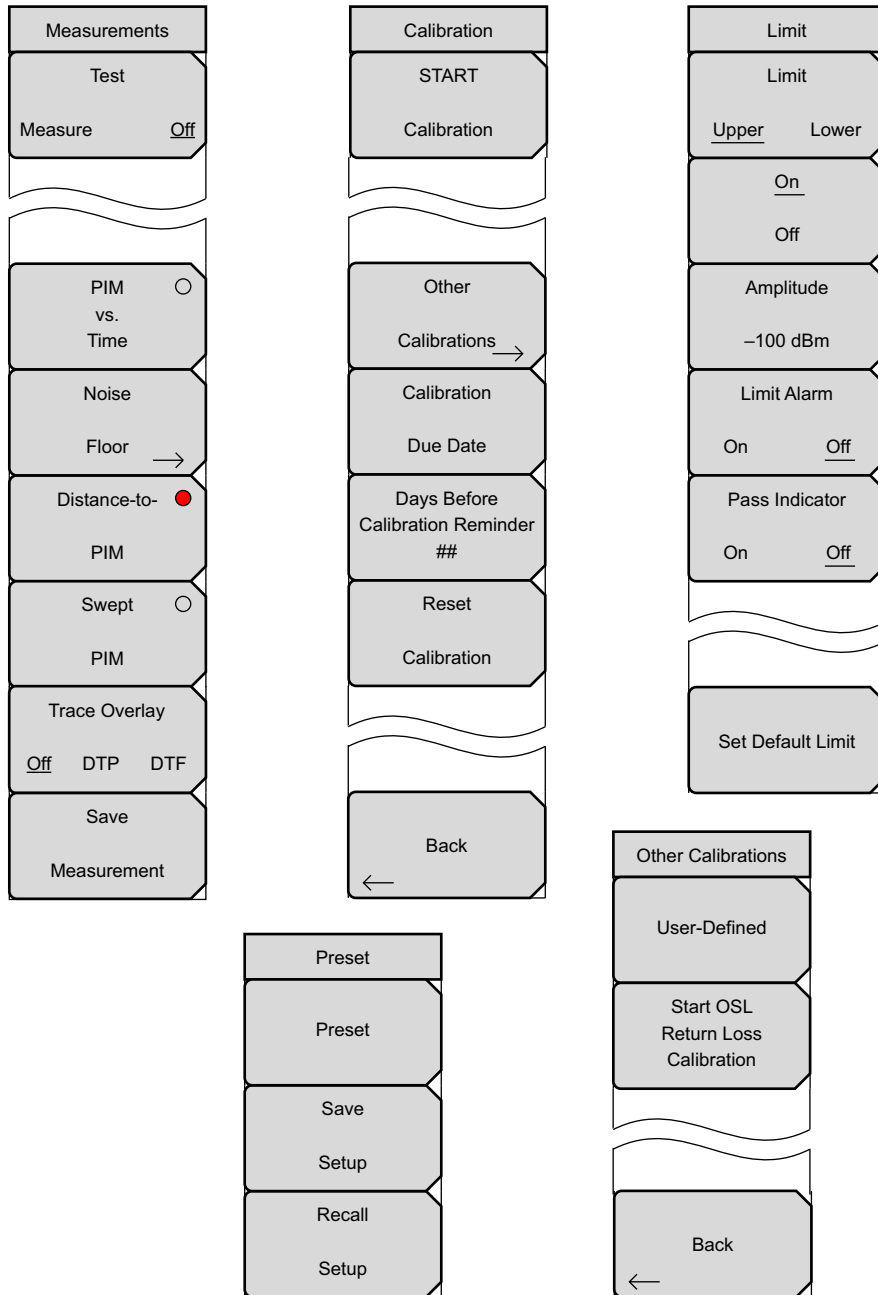 Measurements
Test
Measure Off
PIM
vs.
Time
Noise
Floor
Distance-to-
PIM
Swept
PIM
Trace Overlay
Off DTP DTF
Save
Measurement
Calibration
START
Calibration
Other
Calibrations
Calibration
Due Date
Days Before
Calibration Reminder
##
Reset
Calibration
Back
Limit
Limit
Upper Lower
On
Off
Amplitude
–100 dBm
Limit Alarm
On Off
Pass Indicator
On Off
Set Default Limit
Preset
Preset
Save
Setup
Recall
Setup
Other Calibrations
User-Defined
Start OSL
Return Loss
Calibration
Back